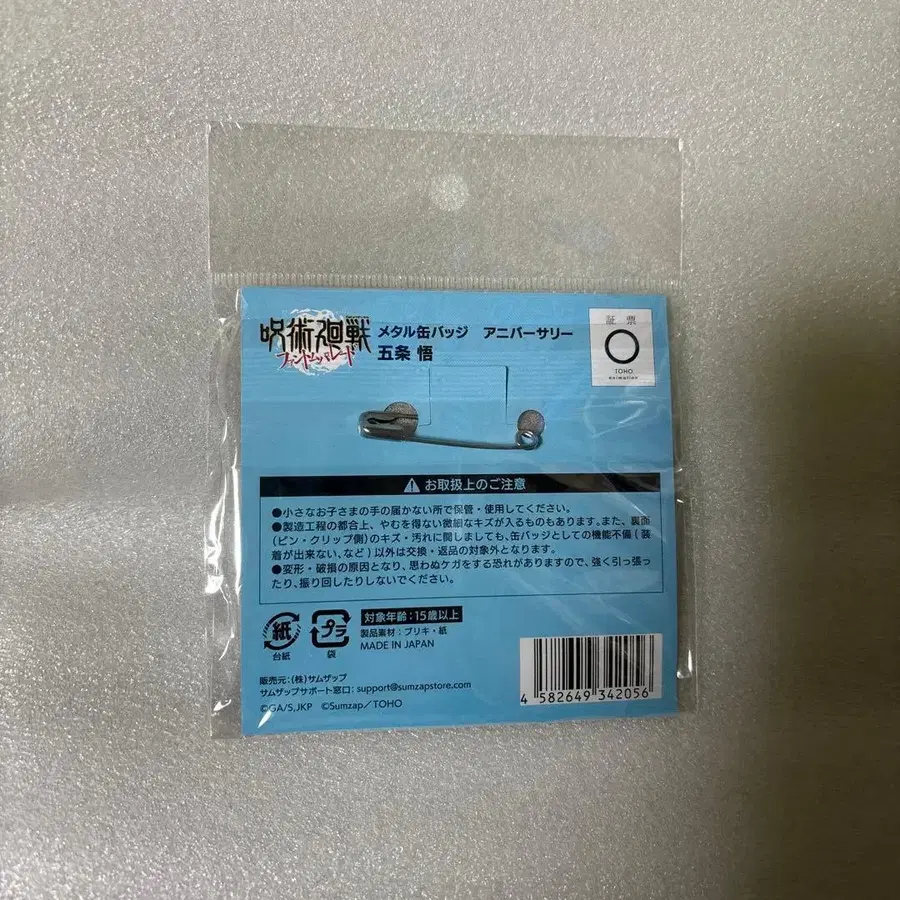 呪術廻戦
ファントムパレード
メタル缶バッジ アニバーサリー
五条 悟
証 票
TOHO
animation
お取扱上のご注意
●小さなお子さまの手の届かない所で保管・使用してください。
●製造工程の都合上、やむを得ない微細なキズが入るものもあります。また、裏面
(ピン・クリップ側)のキズ・汚れに関しましても、缶バッジとしての機能不備(装
着が出来ない、など)以外は交換・返品の対象外となります。
●変形・破損の原因となり、思わぬケガをする恐れがありますので、強く引っ張っ
たり、振り回したりしないでください。
紙
台紙
プラ
袋
対象年齢:15歳以上
製品素材:ブリキ・紙
MADE IN JAPAN
販売元:(株)サムザップ
サムザップサポート窓口:support@sumzapstore.com
©GA/S,JKP ©Sumzap/TOHO
4 582649 342056